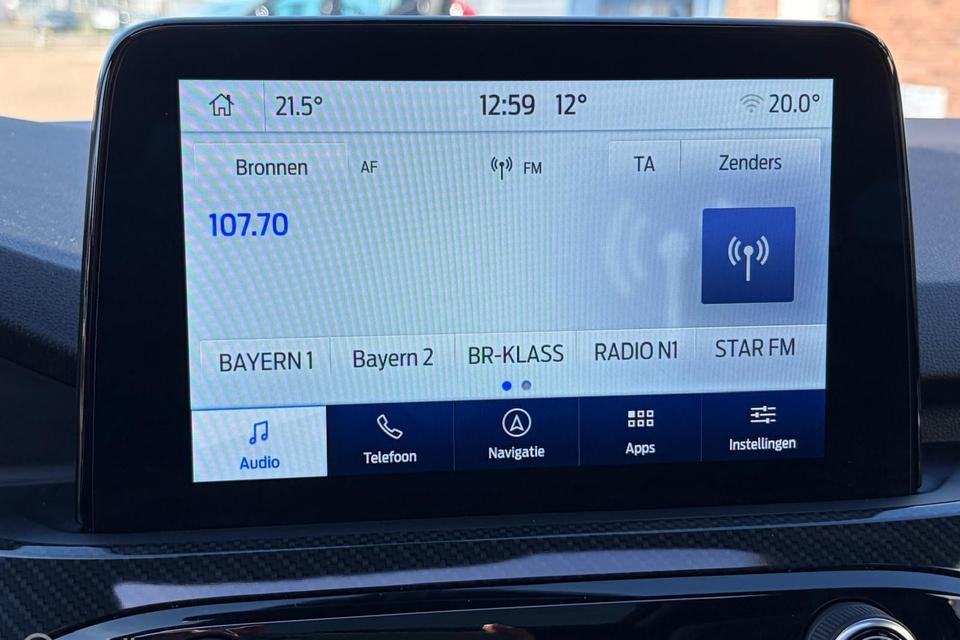 21.5° 12:59 12° 20.0°
Bronnen AF FM TA Zenders
107.70
BAYERN 1 Bayern 2 BR-KLASS RADIO N1 STAR FM
Audio Telefoon Navigatie Apps Instellingen